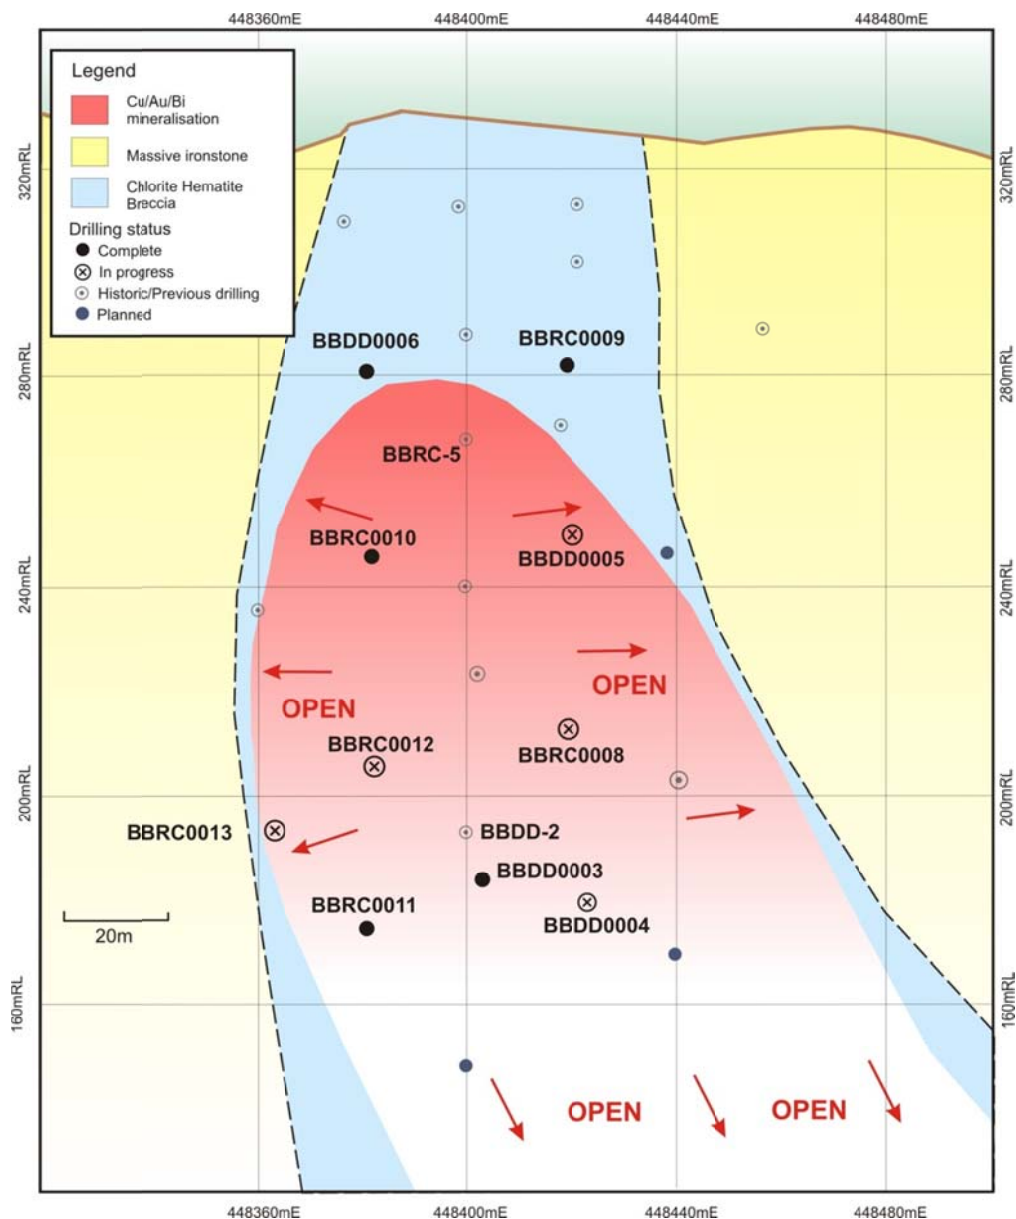 448360mE 448400mE 448440mE 448480mE
Legend
Cu/Au/Bi
mineralisation
Massive ironstone
Chlorite Hematite
Breccia
Drilling status
Complete
In progress
Historic/Previous drilling
Planned
320mRL 320mRL
BBDD0006 BBRC0009
280mRL 280mRL
BBRC-5
BBRC0010 BBDD0005
240mRL 240mRL
OPEN OPEN
BBRC0012 BBRC0008
200mRL 200mRL
BBRC0013 BBDD-2
BBDD0003
BBRC0011 BBDD0004
20m
160mRL 160mRL
OPEN OPEN
448360mE 448400mE 448440mE 448480mE